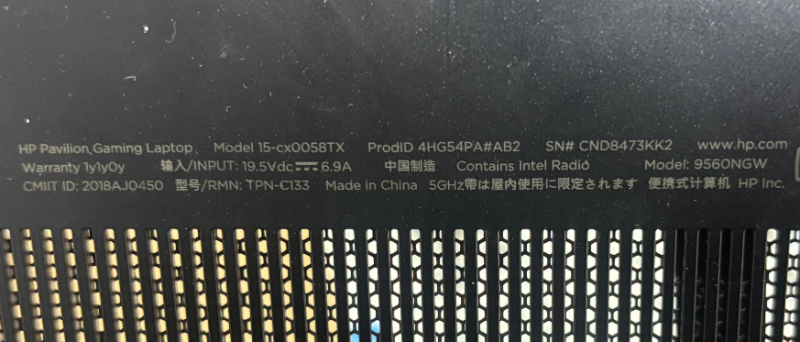 HP Pavilion Gaming Laptop Model 15-cx0058TX ProdID 4HG54PA#AB2 SN# CND8473KK2 www.hp.com
Warranty 1y1y0y 输入/INPUT: 19.5Vdc⎓6.9A 中国制造 Contains Intel Radio Model: 9560NGW
CMIIT ID: 2018AJ0450 型号/RMN: TPN-C133 Made in China 5GHz帯は屋内使用に限定されます 便携式计算机 HP Inc.